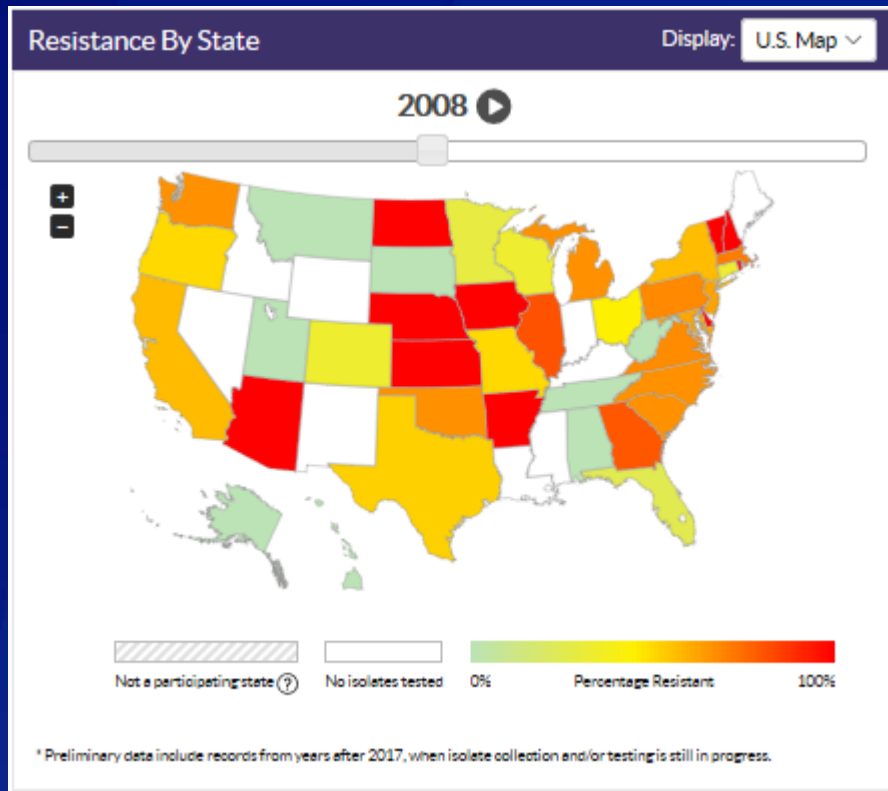 Resistance By State
Display: U.S. Map
2008
+
−
Not a participating state ?
No isolates tested
0%
Percentage Resistant
100%
* Preliminary data include records from years after 2017, when isolate collection and/or testing is still in progress.